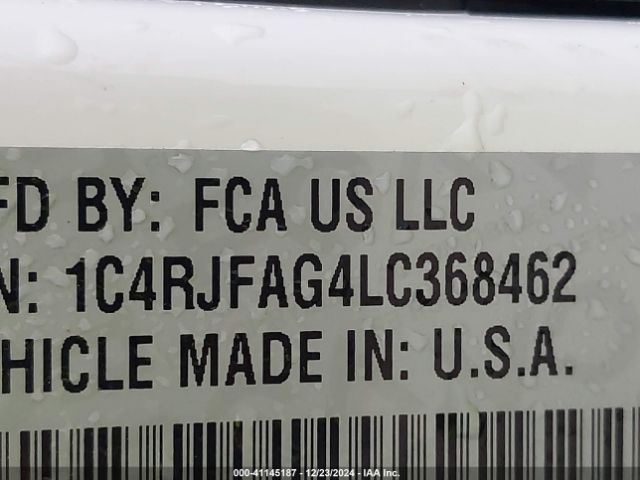 FD BY: FCA US LLC
N: 1C4RJFAG4LC368462
HICLE MADE IN: U.S.A.
000-41145187 - 12/23/2024 - IAA Inc.